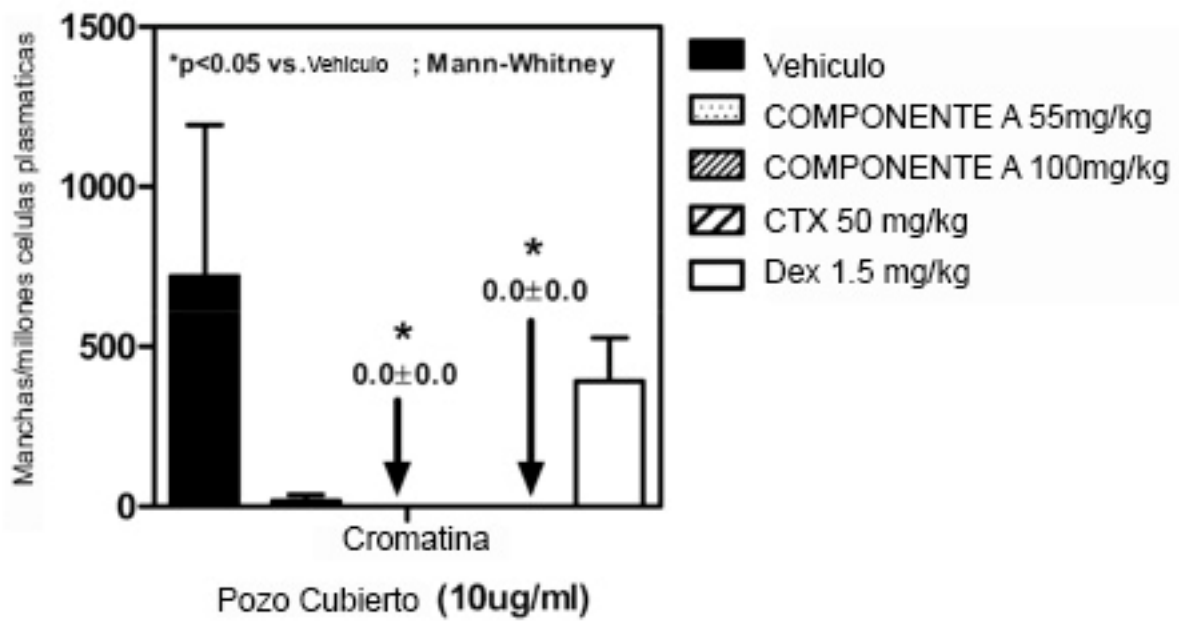 Manchas/millones celulas plasmaticas
1500
1000
500
0
*p<0.05 vs.Vehiculo ; Mann-Whitney
*
0.0±0.0
*
0.0±0.0
Cromatina
Pozo Cubierto (10ug/ml)
Vehiculo
COMPONENTE A 55mg/kg
COMPONENTE A 100mg/kg
CTX 50 mg/kg
Dex 1.5 mg/kg